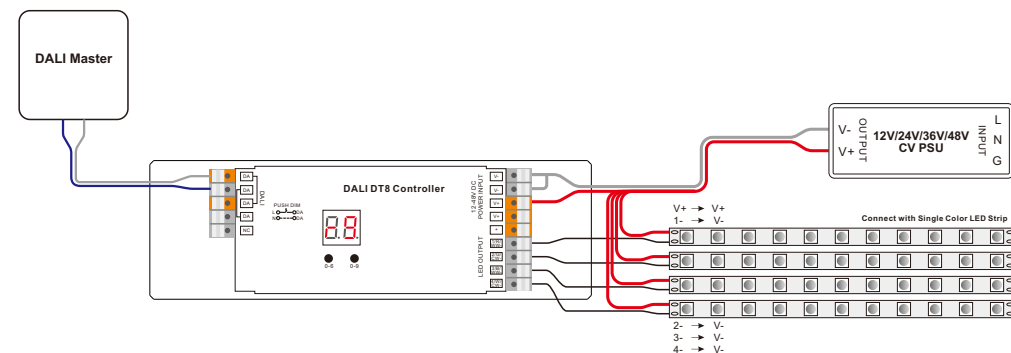 DALI Master
DA
DA
DA
DA
NC
DALI
PUSH DIM
L
DA
N
DA
DALI DT8 Controller
0-6
0-9
12-48V DC
POWER INPUT
LED OUTPUT
V-
V-
V+
V+
+
V-
V+
OUTPUT
12V/24V/36V/48V
CV PSU
INPUT
L
N
G
V+ → V+
1- → V-
Connect with Single Color LED Strip
2- → V-
3- → V-
4- → V-